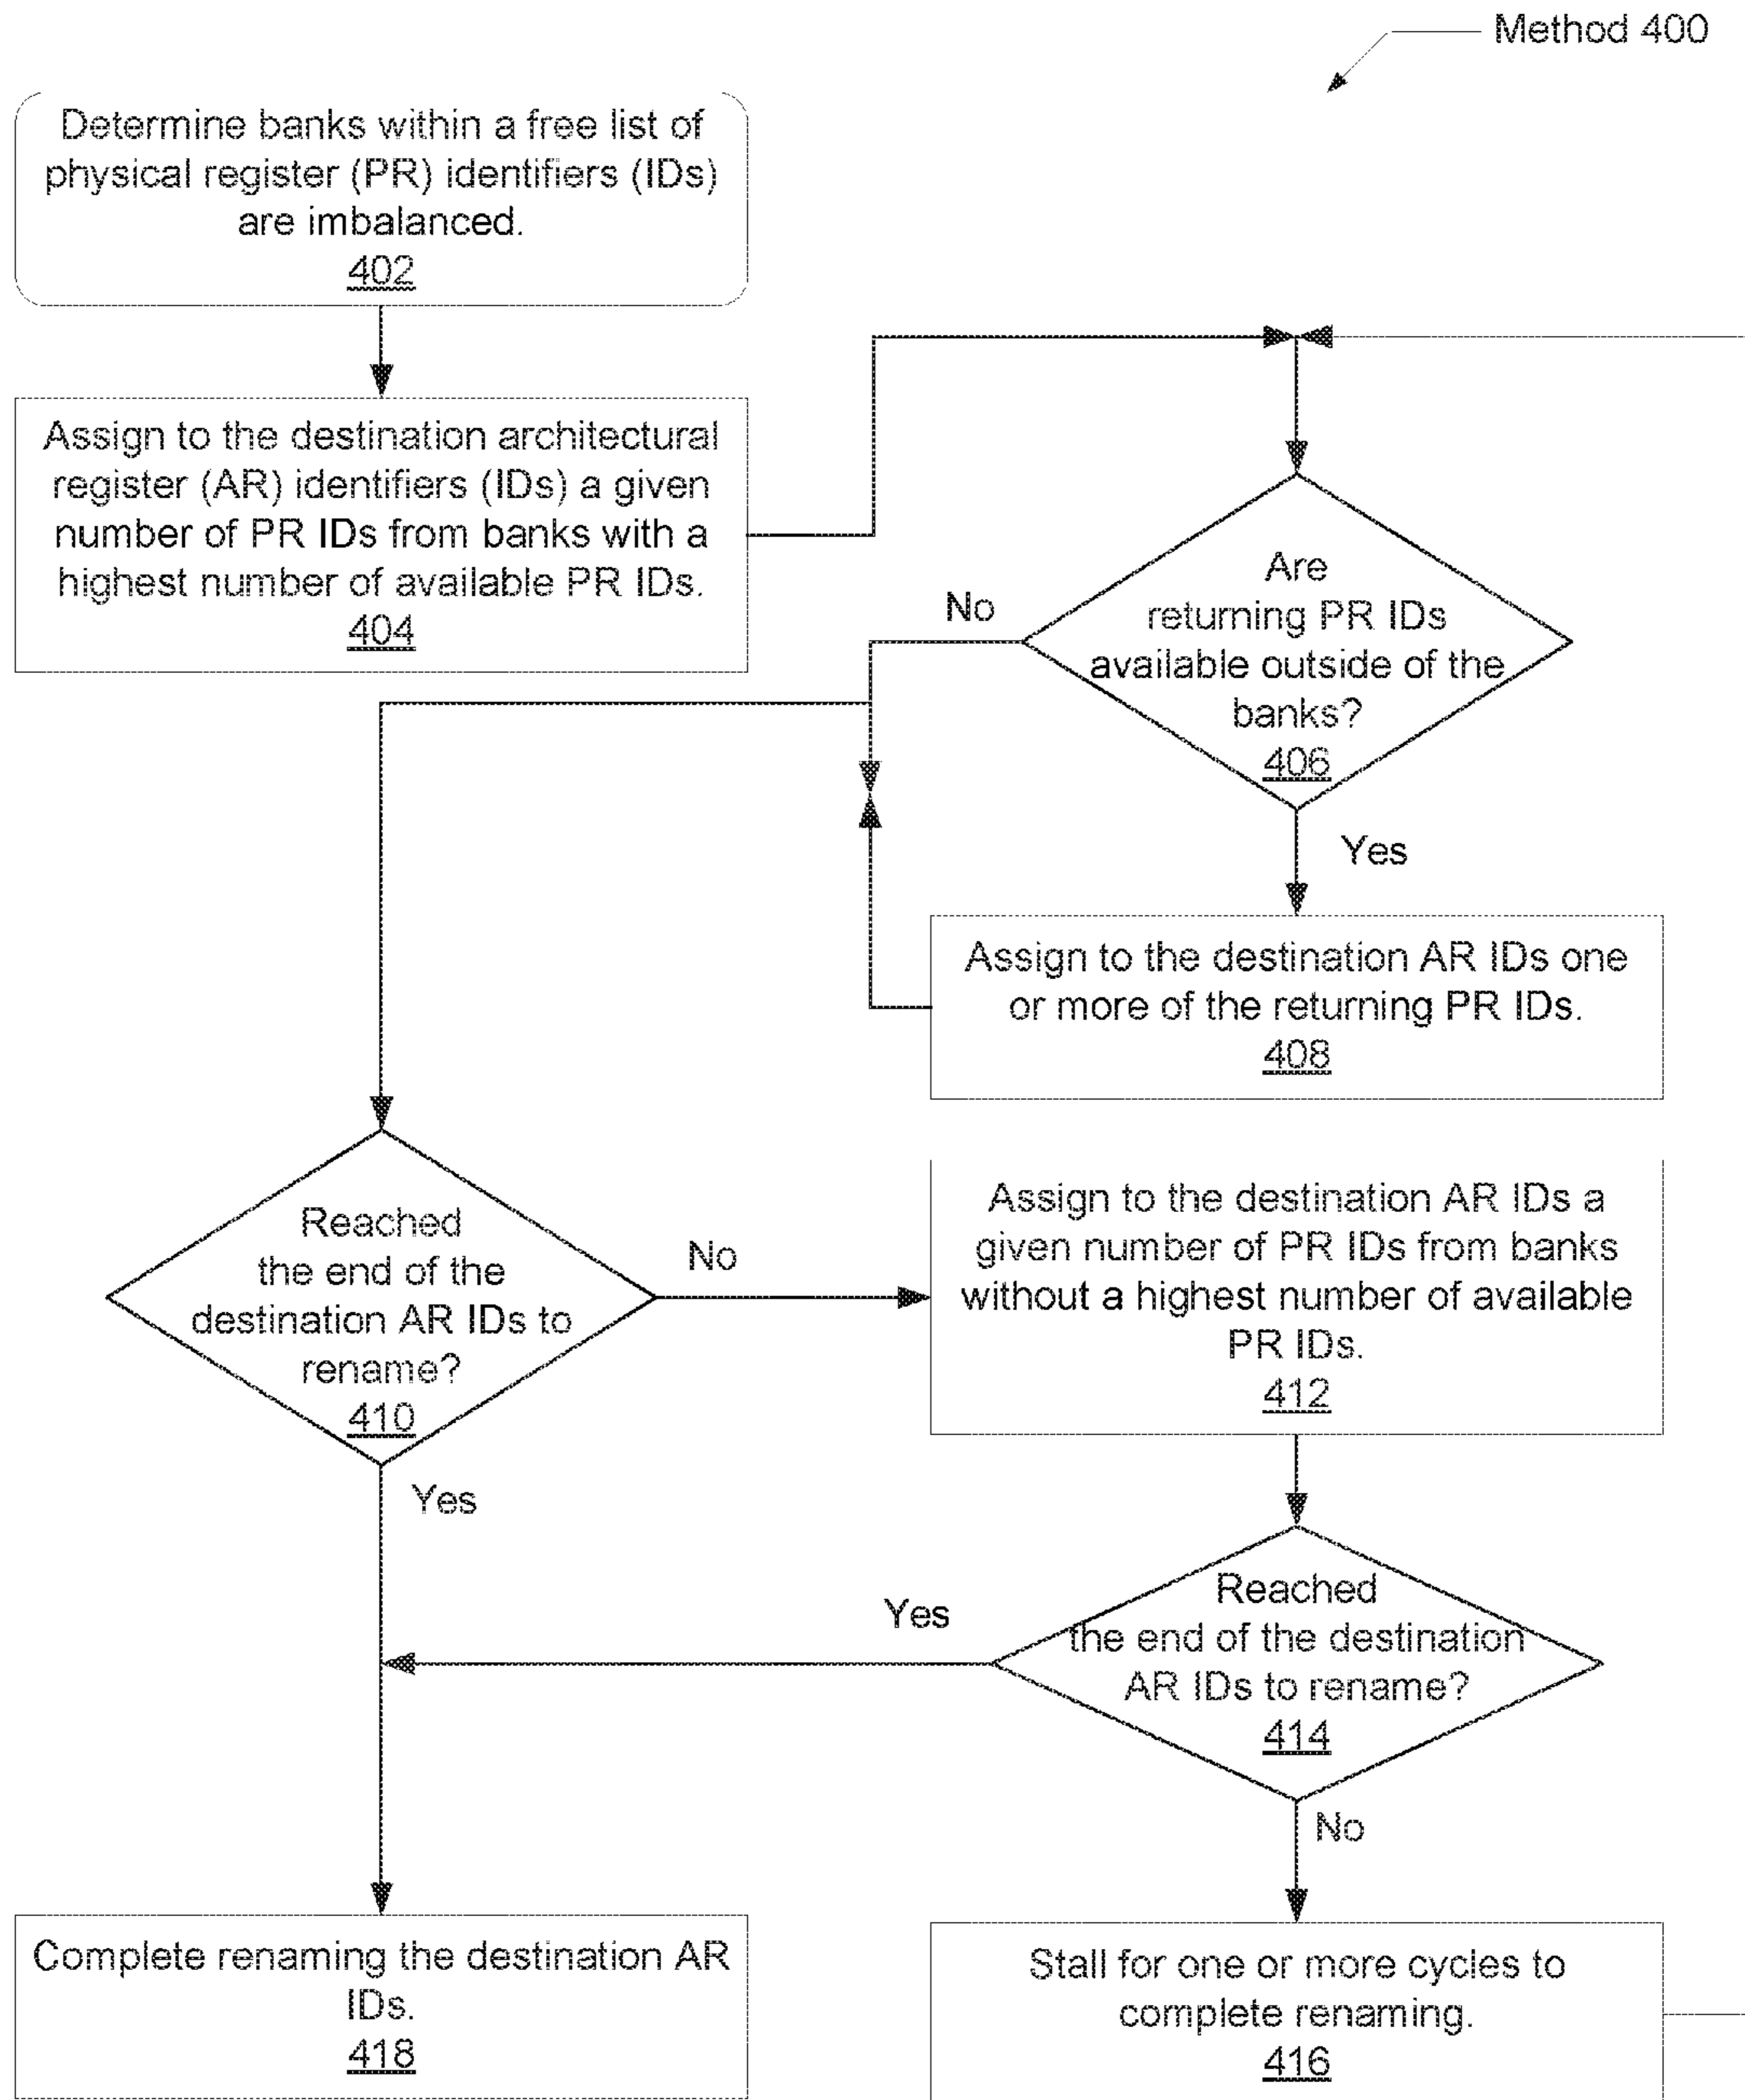 Method 400
Determine banks within a free list of
physical register (PR) identifiers (IDs)
are imbalanced.
402
Assign to the destination architectural
register (AR) identifiers (IDs) a given
number of PR IDs from banks with a
highest number of available PR IDs.
404
Are
returning PR IDs
available outside of the
banks?
406
No
Yes
Assign to the destination AR IDs one
or more of the returning PR IDs.
408
Reached
the end of the
destination AR IDs to
rename?
410
No
Yes
Assign to the destination AR IDs a
given number of PR IDs from banks
without a highest number of available
PR IDs.
412
Reached
the end of the destination
AR IDs to rename?
414
Yes
No
Stall for one or more cycles to
complete renaming.
416
Complete renaming the destination AR
IDs.
418